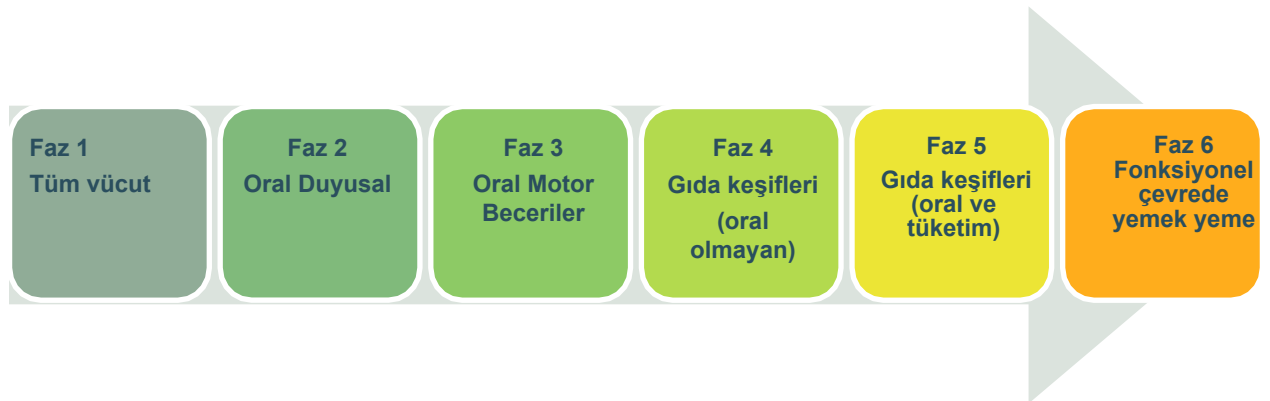 Faz 1
Tüm vücut
Faz 2
Oral Duyusal
Faz 3
Oral Motor
Beceriler
Faz 4
Gıda keşifleri
(oral
olmayan)
Faz 5
Gıda keşifleri
(oral ve
tüketim)
Faz 6
Fonksiyonel
çevrede
yemek yeme